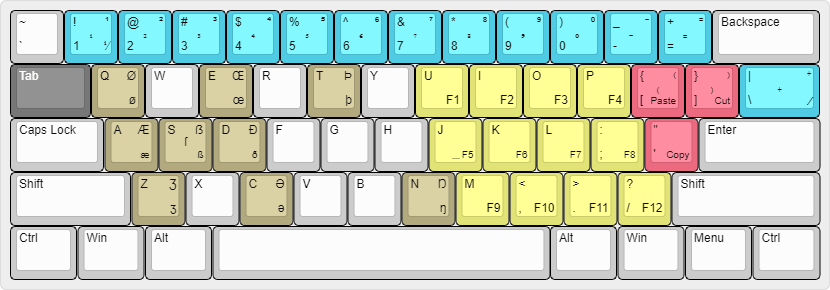 ~ ! ¹ @ ² # ³ $ ⁴ % ⁵ ^ ⁶ & ⁷ * ⁸ ( ⁹ ) ⁰ _ ⁻ + ⁼ Backspace
` 1 ₁ ⅟ 2 ₂ 3 ₃ 4 ₄ 5 ₅ 6 ₆ 7 ₇ 8 ₈ 9 ₉ 0 ₀ - ₋ = ₌
Tab Q Ø W E Œ R T Þ Y U I O P { ⁽ } ⁾ | ⁺
ø œ þ F1 F2 F3 F4 [ ₍ Paste ] ₎ Cut \ ₊ ⁄
Caps Lock A Æ S ẞ D Ð F G H J K L : " Enter
æ ſ ß ð _ F5 F6 F7 ; F8 ' Copy
Shift Z Ʒ X C Ə V B N Ŋ M < > ? Shift
ʒ ə ŋ F9 , F10 . F11 / F12
Ctrl Win Alt Alt Win Menu Ctrl